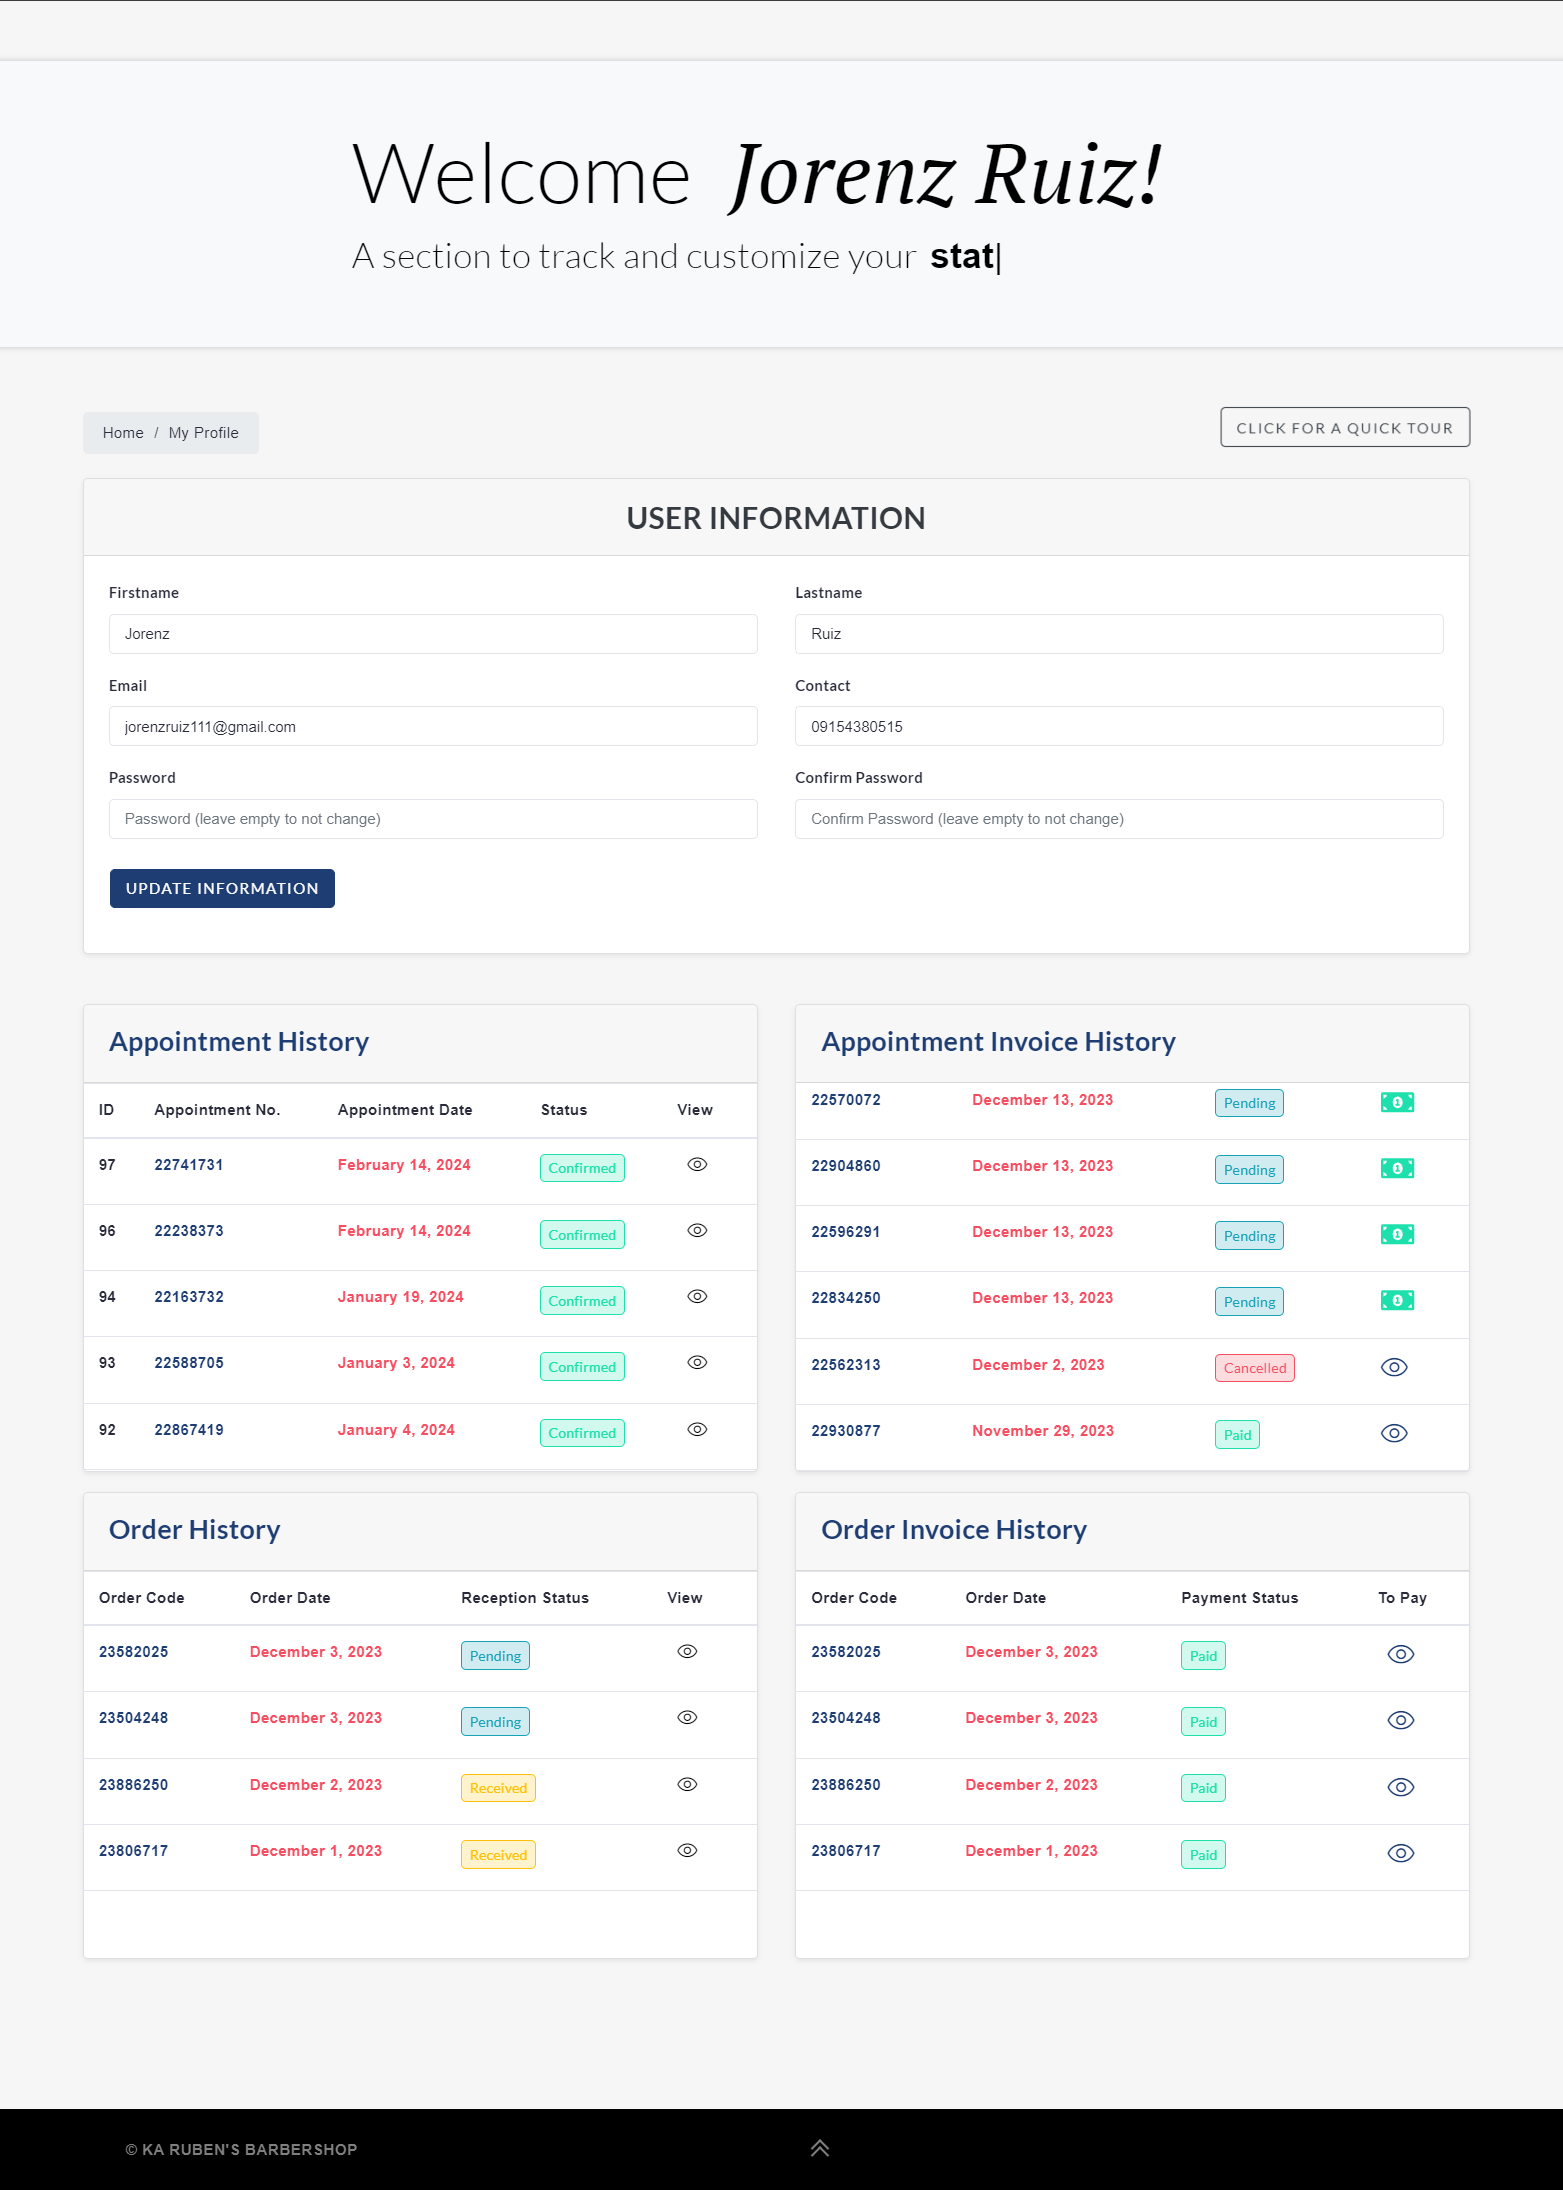 Welcome Jorenz Ruiz!
A section to track and customize your stat|
Home / My Profile
CLICK FOR A QUICK TOUR
USER INFORMATION
Firstname
Lastname
Jorenz
Ruiz
Email
Contact
jorenzruiz111@gmail.com
09154380515
Password
Confirm Password
Password (leave empty to not change)
Confirm Password (leave empty to not change)
UPDATE INFORMATION
Appointment History
ID Appointment No. Appointment Date Status View
97 22741731 February 14, 2024 Confirmed
96 22238373 February 14, 2024 Confirmed
94 22163732 January 19, 2024 Confirmed
93 22588705 January 3, 2024 Confirmed
92 22867419 January 4, 2024 Confirmed
Appointment Invoice History
22570072 December 13, 2023 Pending
22904860 December 13, 2023 Pending
22596291 December 13, 2023 Pending
22834250 December 13, 2023 Pending
22562313 December 2, 2023 Cancelled
22930877 November 29, 2023 Paid
Order History
Order Code Order Date Reception Status View
23582025 December 3, 2023 Pending
23504248 December 3, 2023 Pending
23886250 December 2, 2023 Received
23806717 December 1, 2023 Received
Order Invoice History
Order Code Order Date Payment Status To Pay
23582025 December 3, 2023 Paid
23504248 December 3, 2023 Paid
23886250 December 2, 2023 Paid
23806717 December 1, 2023 Paid
© KA RUBEN'S BARBERSHOP